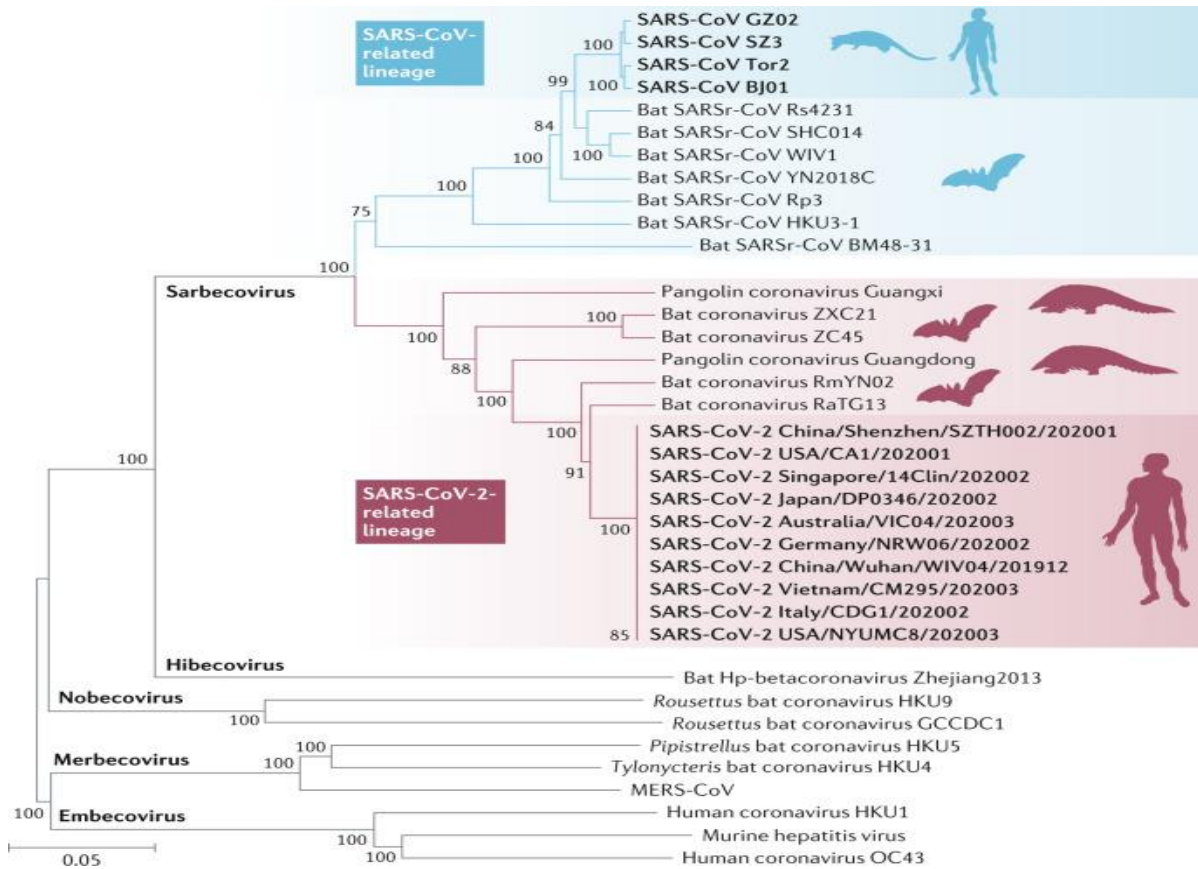 SARS-CoV-
related
lineage
100
SARS-CoV GZ02
SARS-CoV SZ3
SARS-CoV Tor2
100
SARS-CoV BJ01
99
Bat SARSr-CoV Rs4231
84
Bat SARSr-CoV SHC014
100
Bat SARSr-CoV WIV1
100
Bat SARSr-CoV YN2018C
100
Bat SARSr-CoV Rp3
75
Bat SARSr-CoV HKU3-1
Bat SARSr-CoV BM48-31
100
Sarbecovirus
Pangolin coronavirus Guangxi
100
Bat coronavirus ZXC21
100
Bat coronavirus ZC45
88
Pangolin coronavirus Guangdong
100
Bat coronavirus RmYN02
Bat coronavirus RaTG13
100
91
100
SARS-CoV-2-
related
lineage
SARS-CoV-2 China/Shenzhen/SZTH002/202001
SARS-CoV-2 USA/CA1/202001
SARS-CoV-2 Singapore/14Clin/202002
SARS-CoV-2 Japan/DP0346/202002
SARS-CoV-2 Australia/VIC04/202003
100
SARS-CoV-2 Germany/NRW06/202002
SARS-CoV-2 China/Wuhan/WIV04/201912
SARS-CoV-2 Vietnam/CM295/202003
SARS-CoV-2 Italy/CDG1/202002
85
SARS-CoV-2 USA/NYUMC8/202003
Hibecovirus
Bat Hp-betacoronavirus Zhejiang2013
Nobecovirus
Rousettus bat coronavirus HKU9
100
Rousettus bat coronavirus GCCDC1
Merbecovirus
100
Pipistrellus bat coronavirus HKU5
100
Tylonycteris bat coronavirus HKU4
MERS-CoV
100
Embecovirus
Human coronavirus HKU1
100
Murine hepatitis virus
100
Human coronavirus OC43
0.05